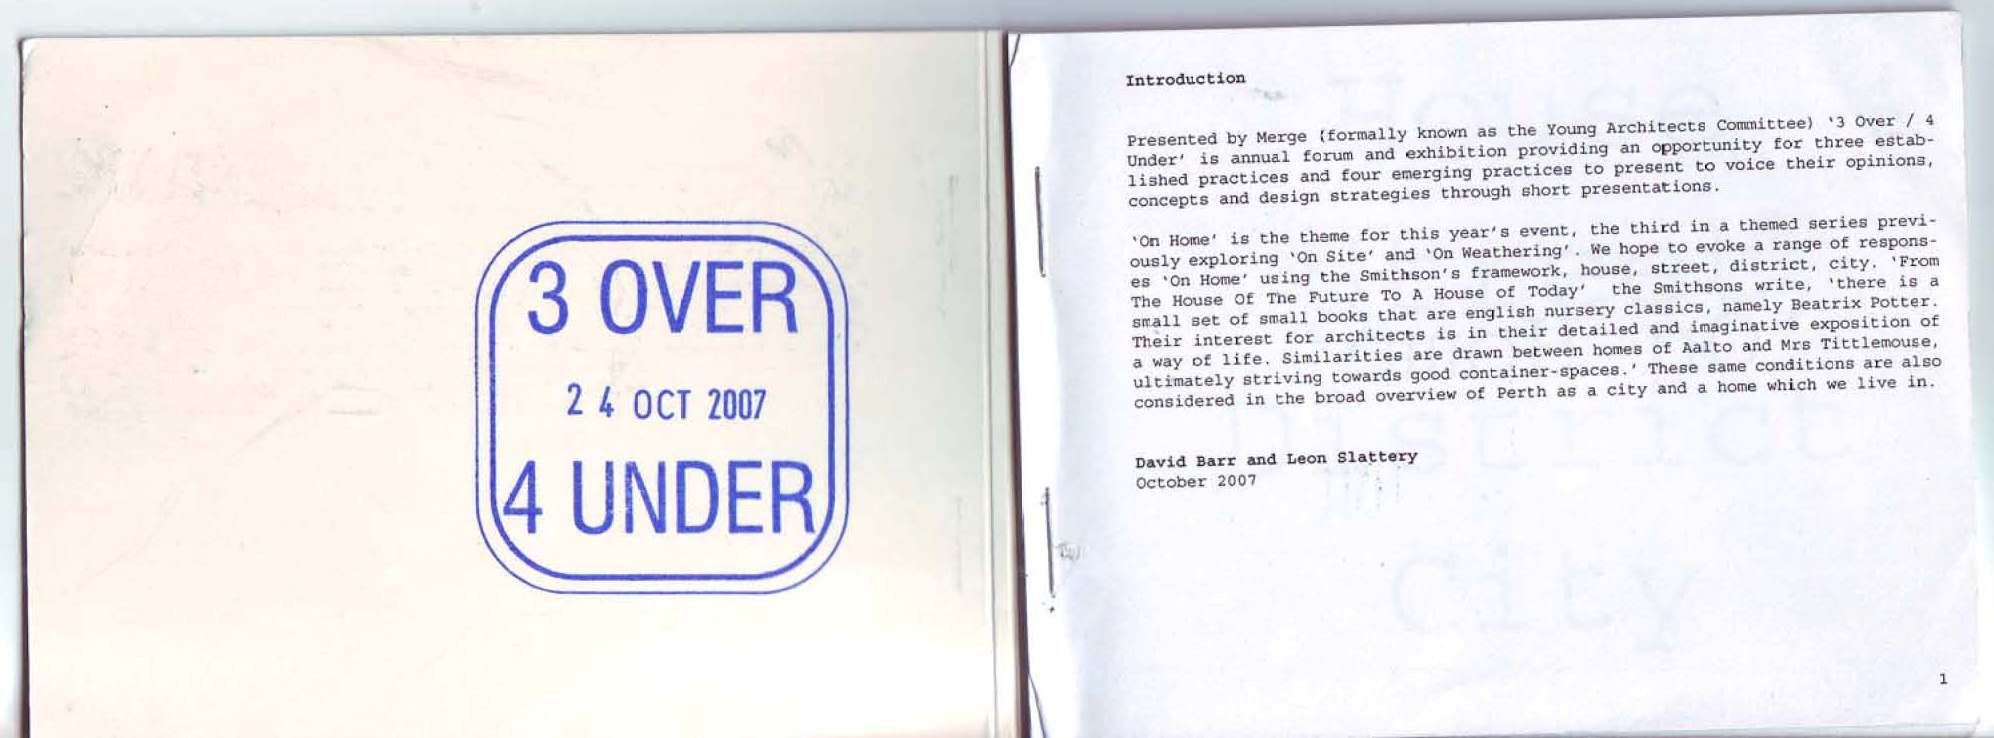 3 OVER
24 OCT 2007
4 UNDER
Introduction
Presented by Merge (formally known as the Young Architects Committee) '3 Over / 4
Under' is annual forum and exhibition providing an opportunity for three estab-
lished practices and four emerging practices to present to voice their opinions,
concepts and design strategies through short presentations.
'On Home' is the theme for this year's event, the third in a themed series previ-
ously exploring 'On Site' and 'On Weathering'. We hope to evoke a range of respons-
es 'On Home' using the Smithson's framework, house, street, district, city. 'From
The House Of The Future To A House of Today'  the Smithsons write, 'there is a
small set of small books that are english nursery classics, namely Beatrix Potter.
Their interest for architects is in their detailed and imaginative exposition of
a way of life. Similarities are drawn between homes of Aalto and Mrs Tittlemouse,
ultimately striving towards good container-spaces.' These same conditions are also
considered in the broad overview of Perth as a city and a home which we live in.
David Barr and Leon Slattery
October 2007
House
District
City
1